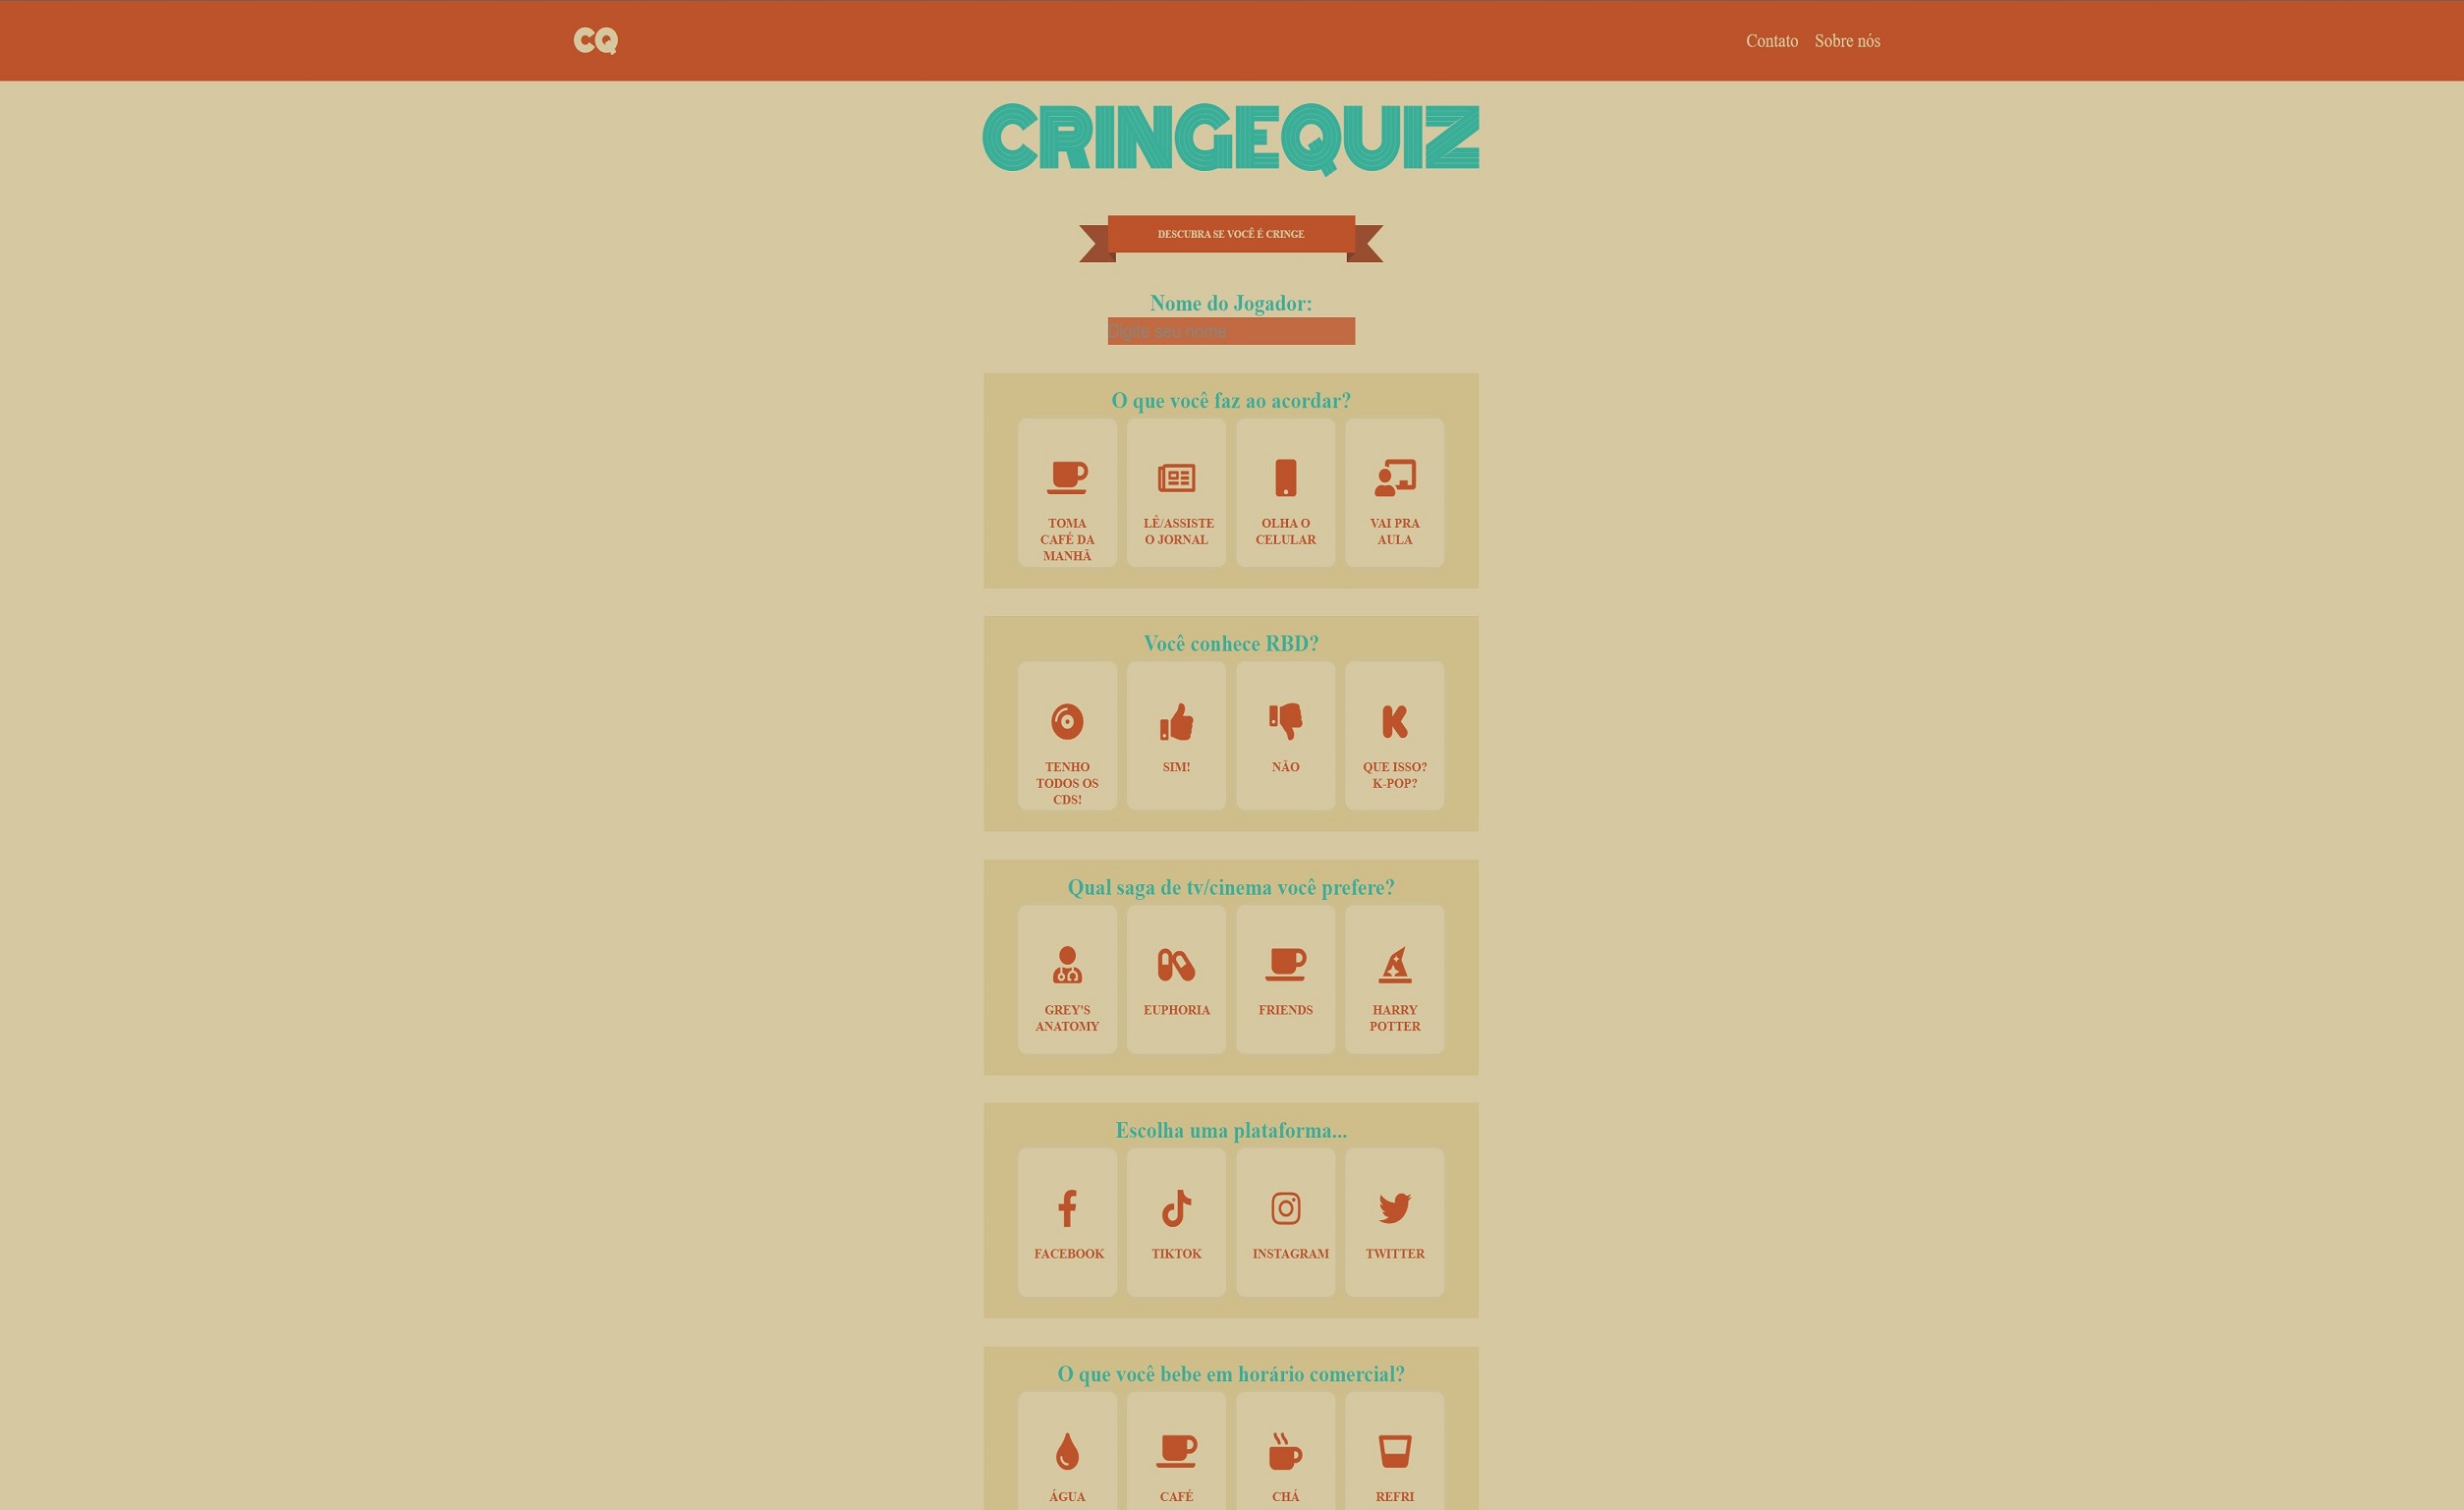 CQ
Contato Sobre nós
CRINGEQUIZ
DESCUBRA SE VOCÊ É CRINGE
Nome do Jogador:
Digite seu nome
O que você faz ao acordar?
TOMA CAFÉ DA MANHÃ
LÊ/ASSISTE O JORNAL
OLHA O CELULAR
VAI PRA AULA
Você conhece RBD?
TENHO TODOS OS CDS!
SIM!
NÃO
K
QUE ISSO? K-POP?
Qual saga de tv/cinema você prefere?
GREY'S ANATOMY
EUPHORIA
FRIENDS
HARRY POTTER
Escolha uma plataforma...
FACEBOOK
TIKTOK
INSTAGRAM
TWITTER
O que você bebe em horário comercial?
ÁGUA
CAFÉ
CHÁ
REFRI